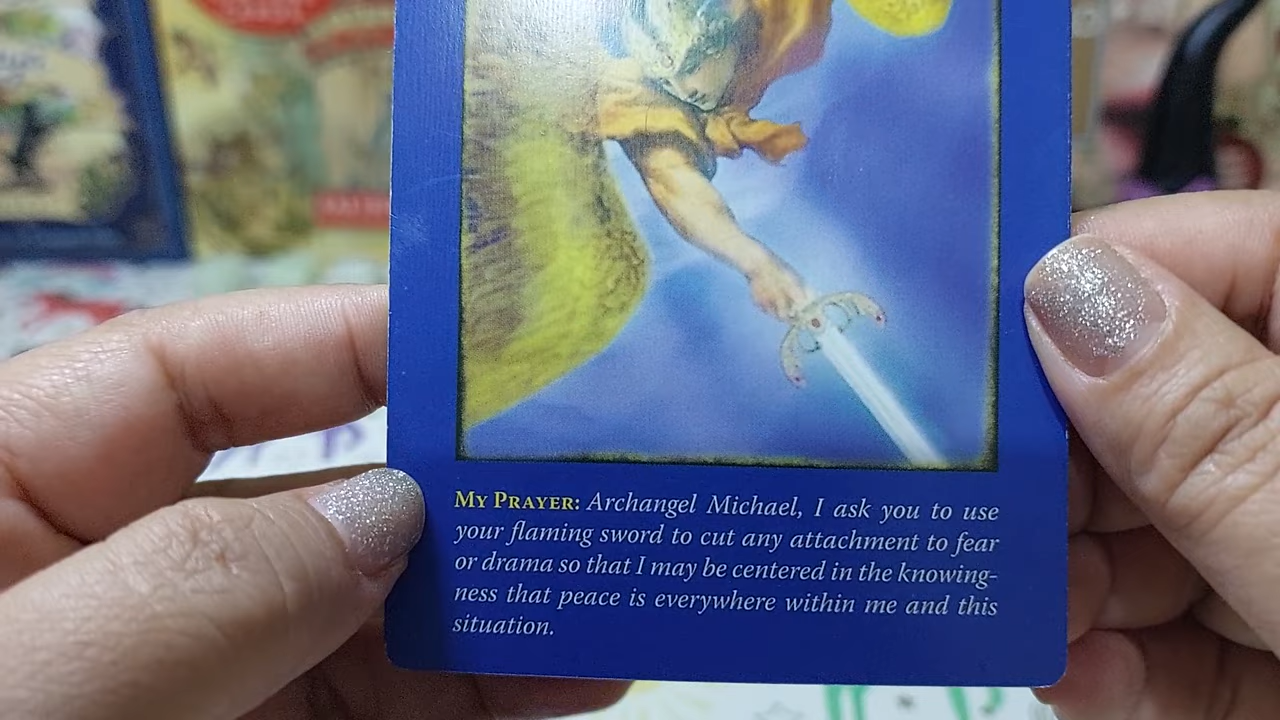 MY PRAYER: Archangel Michael, I ask you to use
your flaming sword to cut any attachment to fear
or drama so that I may be centered in the knowing-
ness that peace is everywhere within me and this
situation.